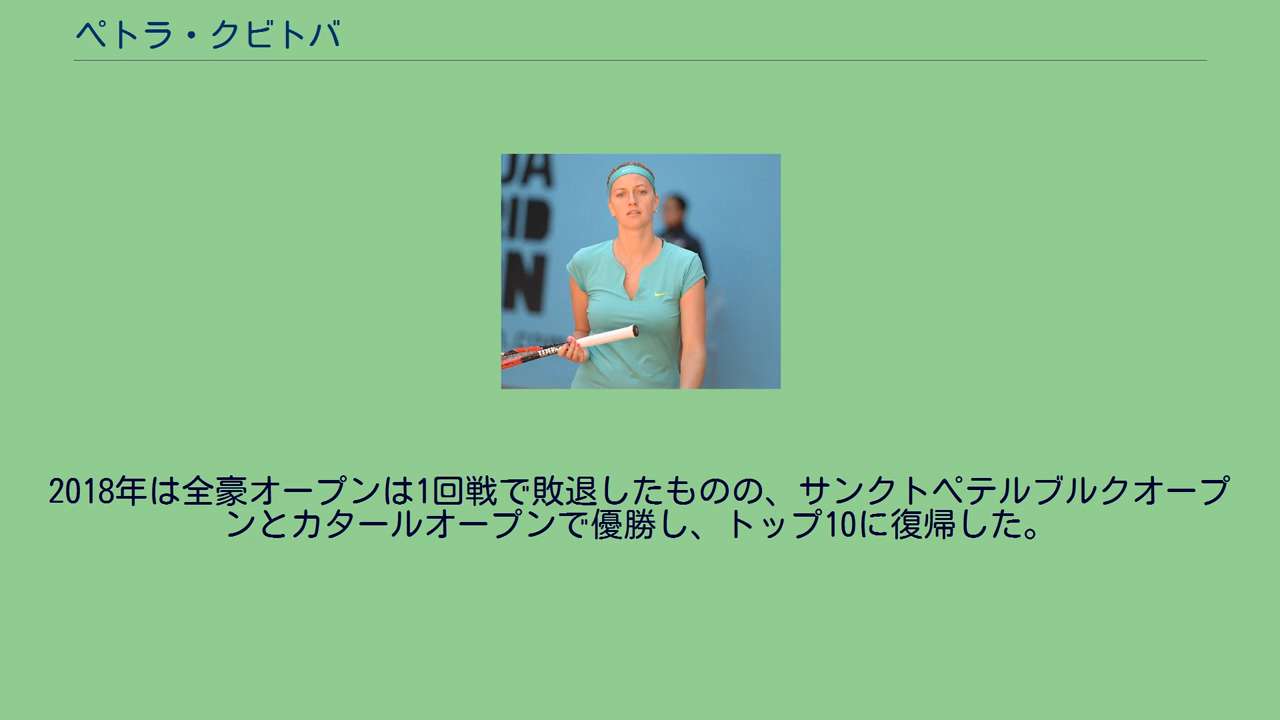 ペトラ・クビトバ
2018年は全豪オープンは1回戦で敗退したものの、サンクトペテルブルクオープ
ンとカタールオープンで優勝し、トップ10に復帰した。